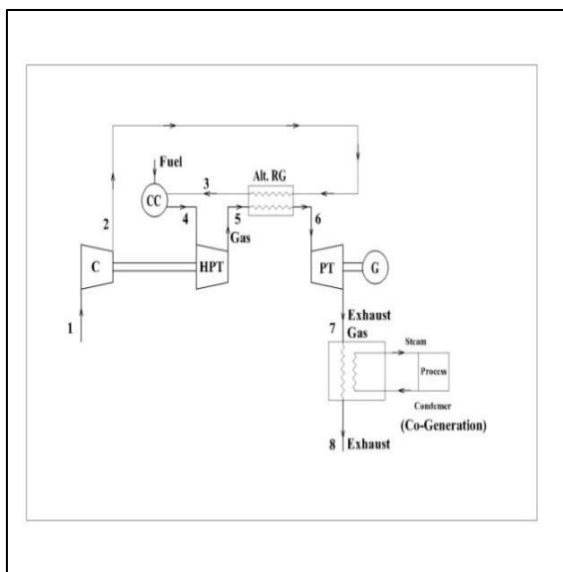 Fuel
Alt. RG
3
CC
2
4
5
6
Gas
C
HPT
PT
G
1
Exhaust
7
Gas
Steam
Process
Condemer
(Co-Generation)
8 Exhaust